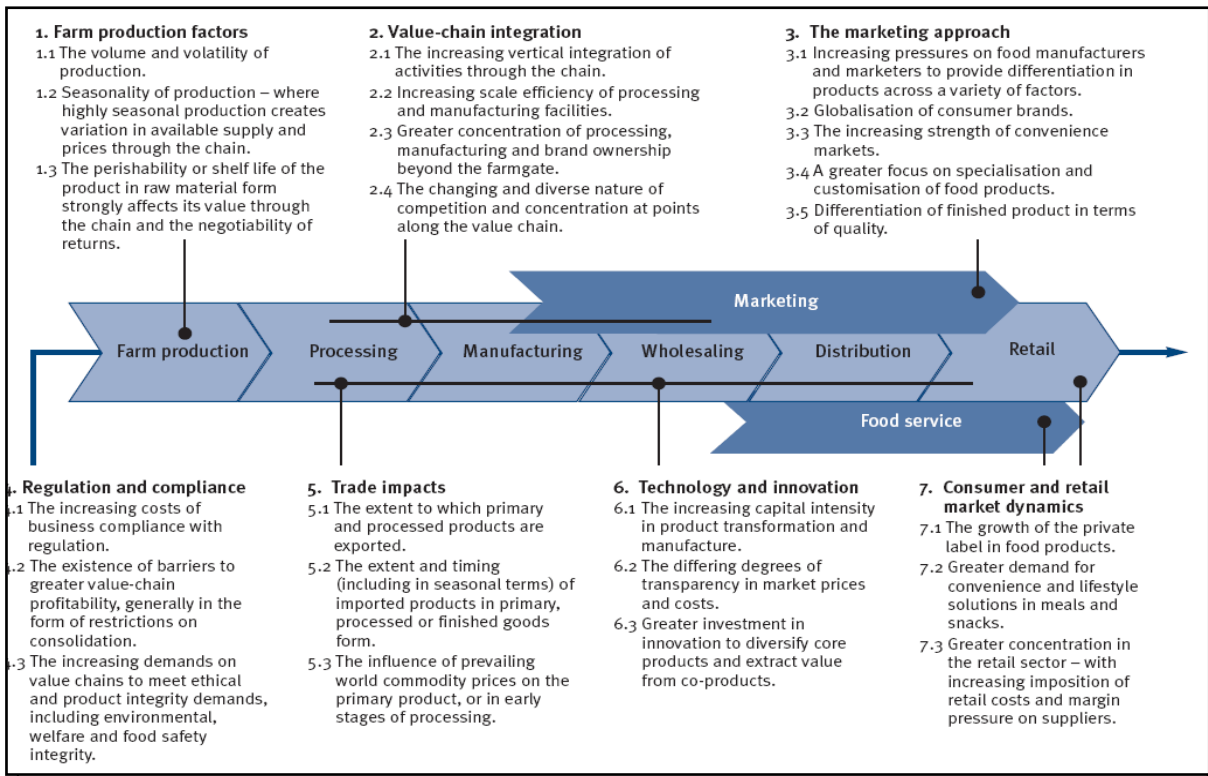 1. Farm production factors
1.1 The volume and volatility of
production.
1.2 Seasonality of production – where
highly seasonal production creates
variation in available supply and
prices through the chain.
1.3 The perishability or shelf life of the
product in raw material form
strongly affects its value through
the chain and the negotiability of
returns.
2. Value-chain integration
2.1 The increasing vertical integration of
activities through the chain.
2.2 Increasing scale efficiency of processing
and manufacturing facilities.
2.3 Greater concentration of processing,
manufacturing and brand ownership
beyond the farmgate.
2.4 The changing and diverse nature of
competition and concentration at points
along the value chain.
3. The marketing approach
3.1 Increasing pressures on food manufacturers
and marketers to provide differentiation in
products across a variety of factors.
3.2 Globalisation of consumer brands.
3.3 The increasing strength of convenience
markets.
3.4 A greater focus on specialisation and
customisation of food products.
3.5 Differentiation of finished product in terms
of quality.
Marketing
Farm production
Processing
Manufacturing
Wholesaling
Distribution
Retail
Food service
4. Regulation and compliance
4.1 The increasing costs of
business compliance with
regulation.
4.2 The existence of barriers to
greater value-chain
profitability, generally in the
form of restrictions on
consolidation.
4.3 The increasing demands on
value chains to meet ethical
and product integrity demands,
including environmental,
welfare and food safety
integrity.
5. Trade impacts
5.1 The extent to which primary
and processed products are
exported.
5.2 The extent and timing
(including in seasonal terms) of
imported products in primary,
processed or finished goods
form.
5.3 The influence of prevailing
world commodity prices on the
primary product, or in early
stages of processing.
6. Technology and innovation
6.1 The increasing capital intensity
in product transformation and
manufacture.
6.2 The differing degrees of
transparency in market prices
and costs.
6.3 Greater investment in
innovation to diversify core
products and extract value
from co-products.
7. Consumer and retail
market dynamics
7.1 The growth of the private
label in food products.
7.2 Greater demand for
convenience and lifestyle
solutions in meals and
snacks.
7.3 Greater concentration in
the retail sector – with
increasing imposition of
retail costs and margin
pressure on suppliers.